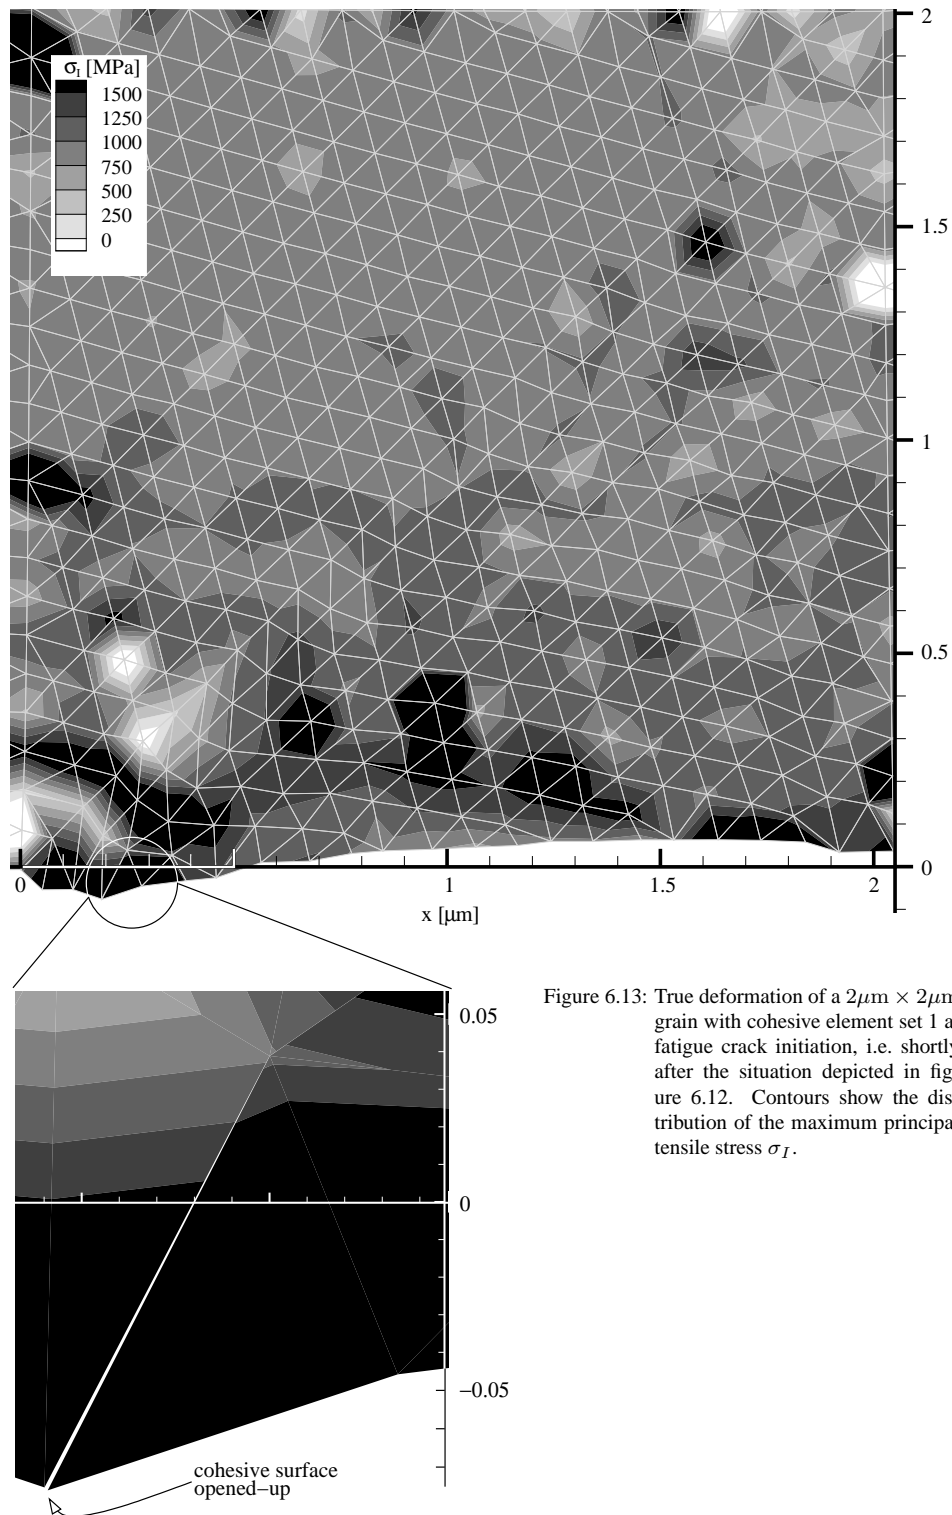 2
σI [MPa]
1500
1250
1000
750
500
250
0
1.5
1
0.5
0
0 1 1.5 2
x [μm]
0.05
0
−0.05
cohesive surface
opened−up
Figure 6.13: True deformation of a 2μm × 2μm
grain with cohesive element set 1 a
fatigue crack initiation, i.e. shortly
after the situation depicted in fig
ure 6.12. Contours show the dis
tribution of the maximum principa
tensile stress σI.